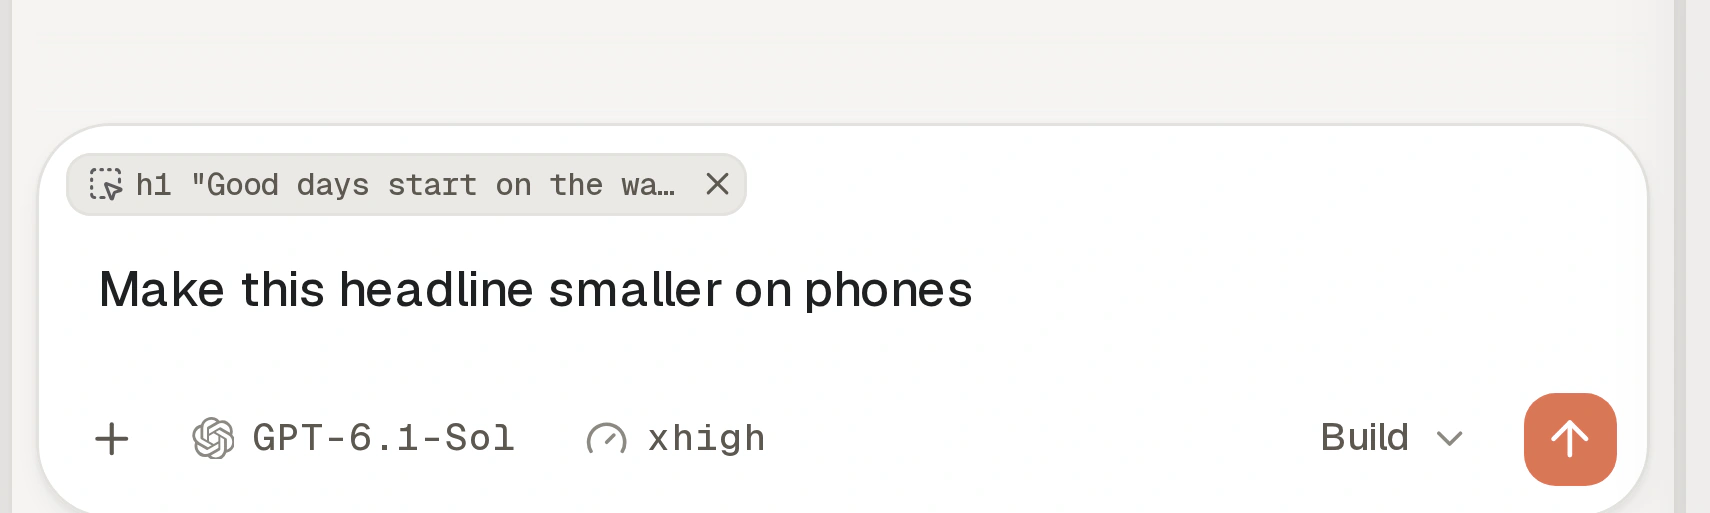 h1 "Good days start on the wa…
Make this headline smaller on phones
GPT-6.1-Sol xhigh Build